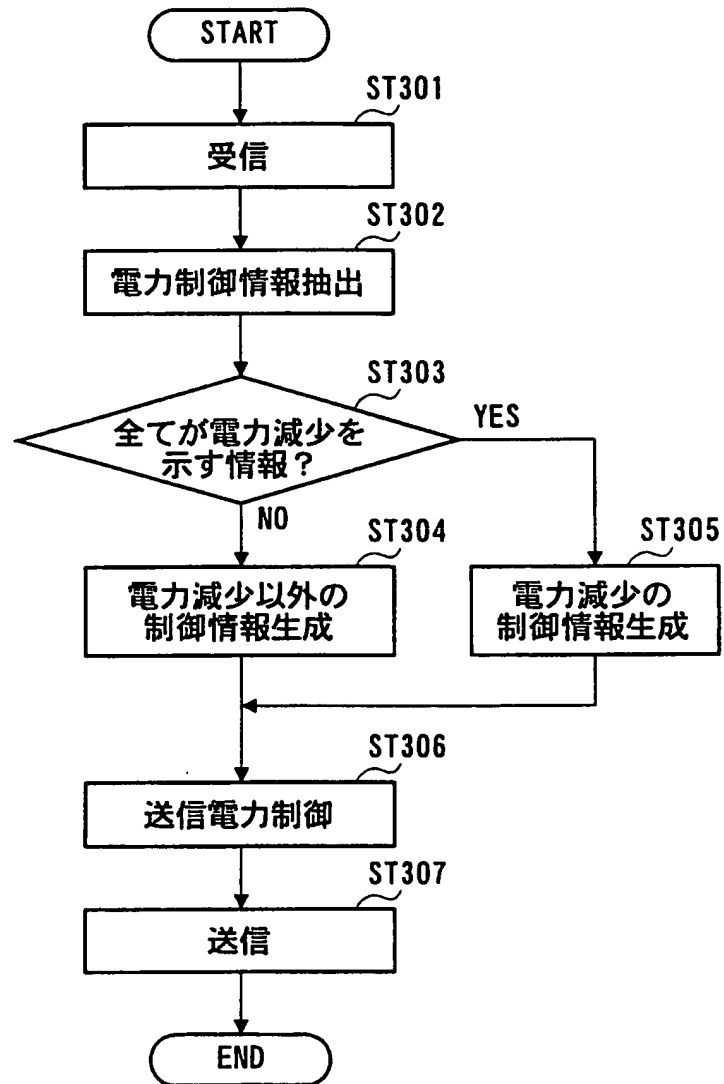 START
ST301
受信
ST302
電力制御情報抽出
ST303
全てが電力減少を
示す情報？
YES
NO
ST304
電力減少以外の
制御情報生成
ST305
電力減少の
制御情報生成
ST306
送信電力制御
ST307
送信
END